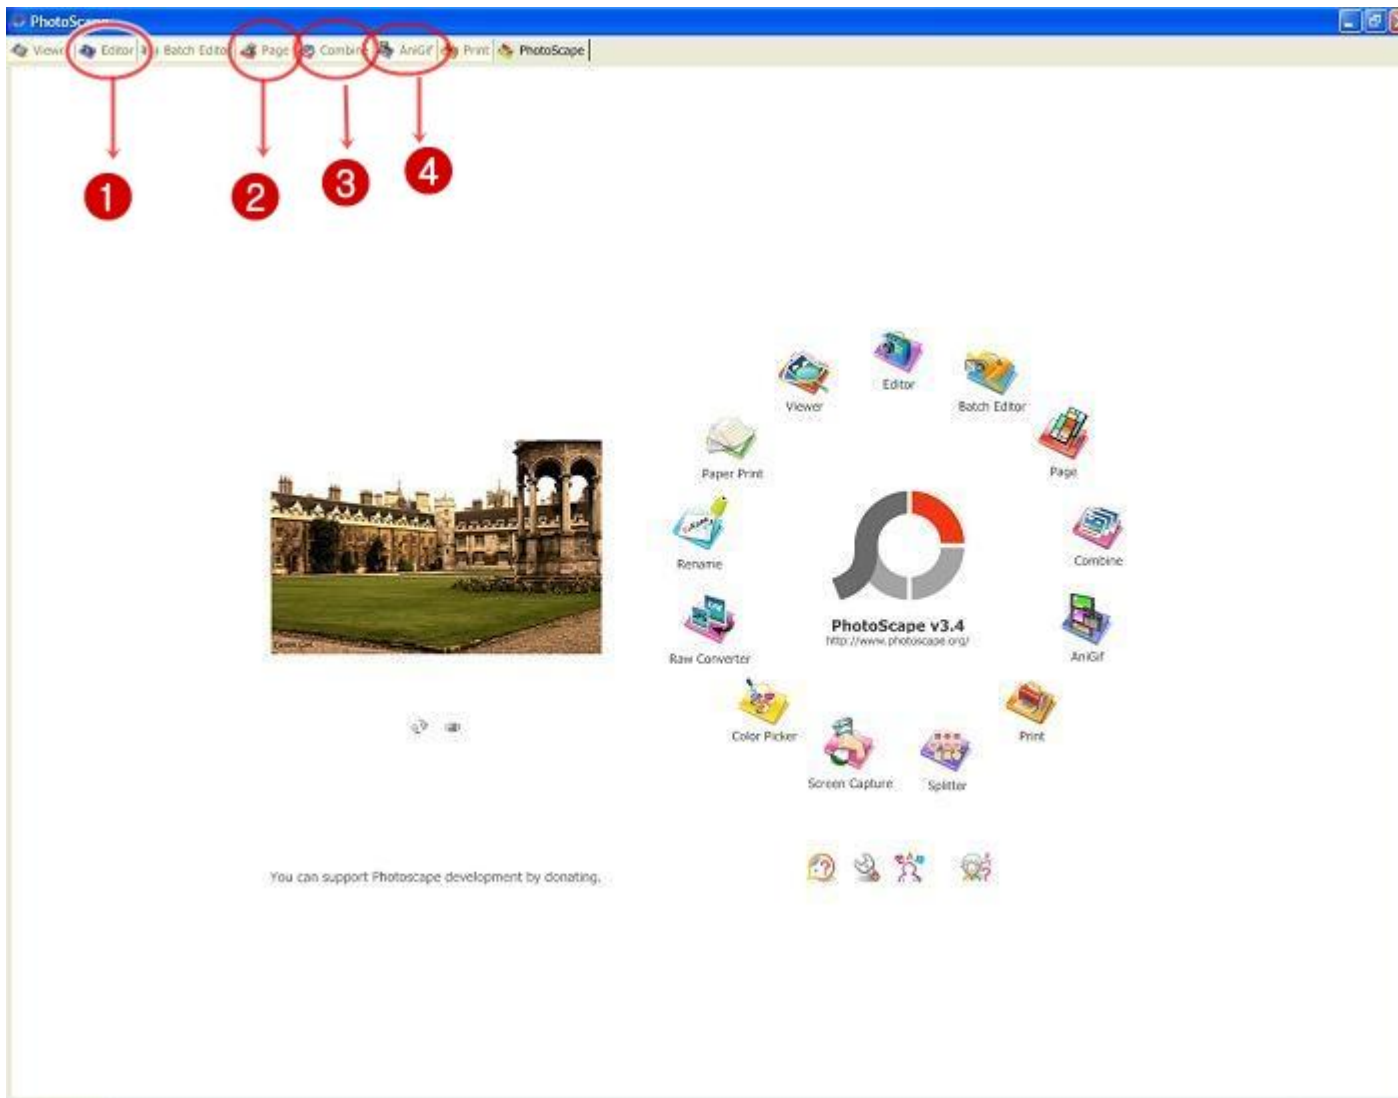 PhotoScape
Viewer Editor Batch Editor Page Combine AniGif Print PhotoScape
1 2 3 4
Editor
Viewer
Batch Editor
Paper Print
Page
Rename
Combine
PhotoScape v3.4
http://www.photoscape.org/
Raw Converter
AniGif
Color Picker
Print
Screen Capture
Splitter
You can support Photoscape development by donating.